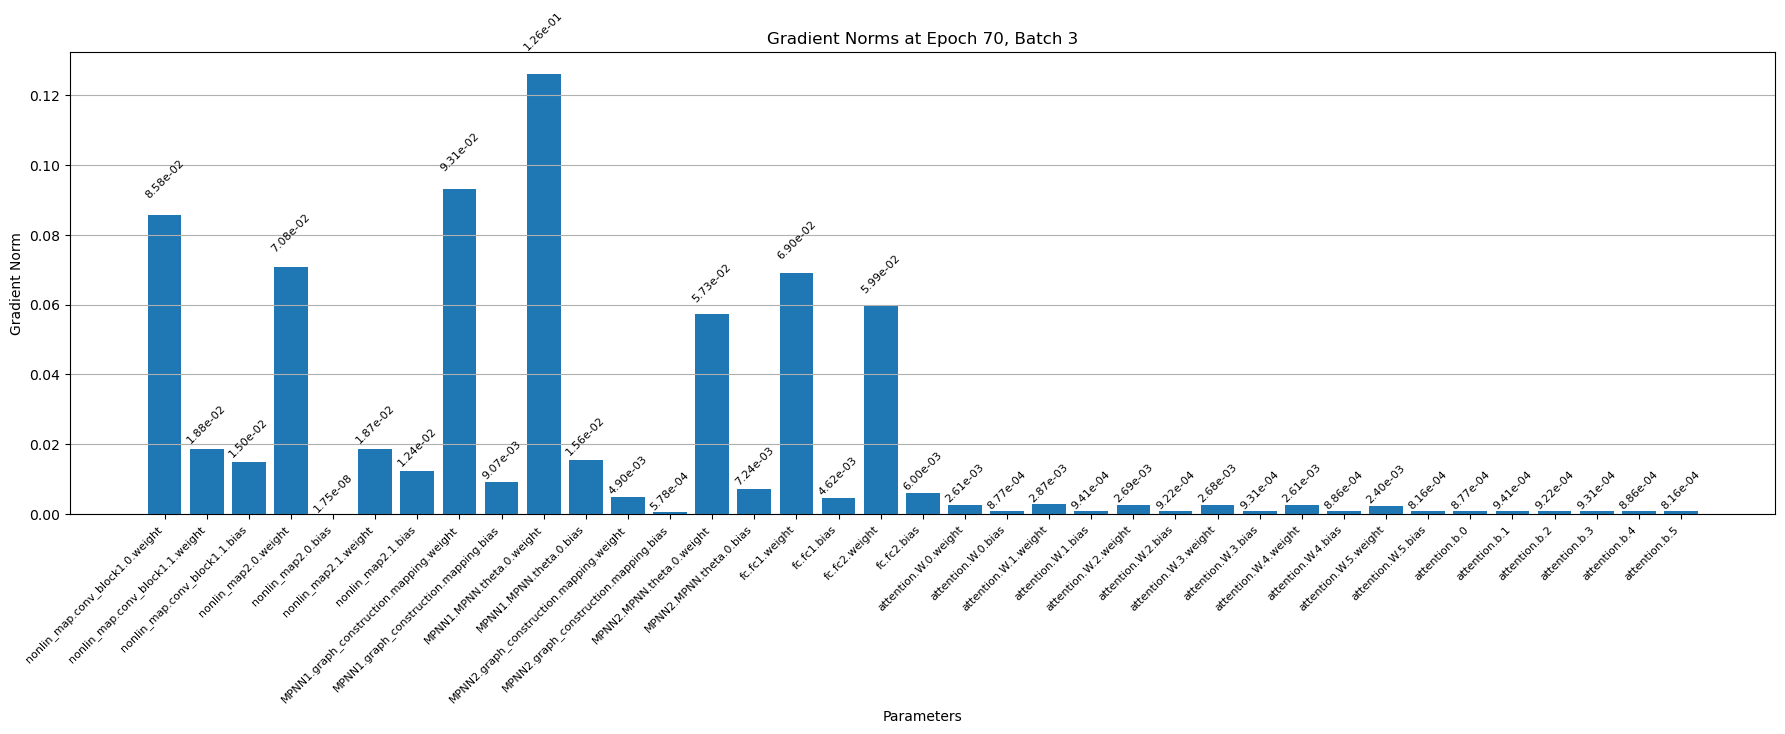 Gradient Norms at Epoch 70, Batch 3
Gradient Norm
0.12
0.10
0.08
0.06
0.04
0.02
0.00
8.58e-02
1.88e-02
1.50e-02
7.08e-02
1.75e-08
1.87e-02
1.24e-02
9.31e-02
9.07e-03
1.26e-01
1.56e-02
4.90e-03
5.78e-04
5.73e-02
7.24e-03
6.90e-02
4.62e-03
5.99e-02
6.00e-03
2.61e-03
8.77e-04
2.87e-03
9.41e-04
2.69e-03
9.22e-04
2.68e-03
9.31e-04
2.61e-03
8.86e-04
2.40e-03
8.16e-04
8.77e-04
9.41e-04
9.22e-04
9.31e-04
8.86e-04
8.16e-04
nonlin_map.conv_block1.0.weight
nonlin_map.conv_block1.1.weight
nonlin_map.conv_block1.1.bias
nonlin_map2.0.weight
nonlin_map2.0.bias
nonlin_map2.1.weight
nonlin_map2.1.bias
MPNN1.graph_construction.mapping.weight
MPNN1.graph_construction.mapping.bias
MPNN1.MPNN.theta.0.weight
MPNN1.MPNN.theta.0.bias
MPNN2.graph_construction.mapping.weight
MPNN2.graph_construction.mapping.bias
MPNN2.MPNN.theta.0.weight
MPNN2.MPNN.theta.0.bias
fc.fc1.weight
fc.fc1.bias
fc.fc2.weight
fc.fc2.bias
attention.W.0.weight
attention.W.0.bias
attention.W.1.weight
attention.W.1.bias
attention.W.2.weight
attention.W.2.bias
attention.W.3.weight
attention.W.3.bias
attention.W.4.weight
attention.W.4.bias
attention.W.5.weight
attention.W.5.bias
attention.b.0
attention.b.1
attention.b.2
attention.b.3
attention.b.4
attention.b.5
Parameters